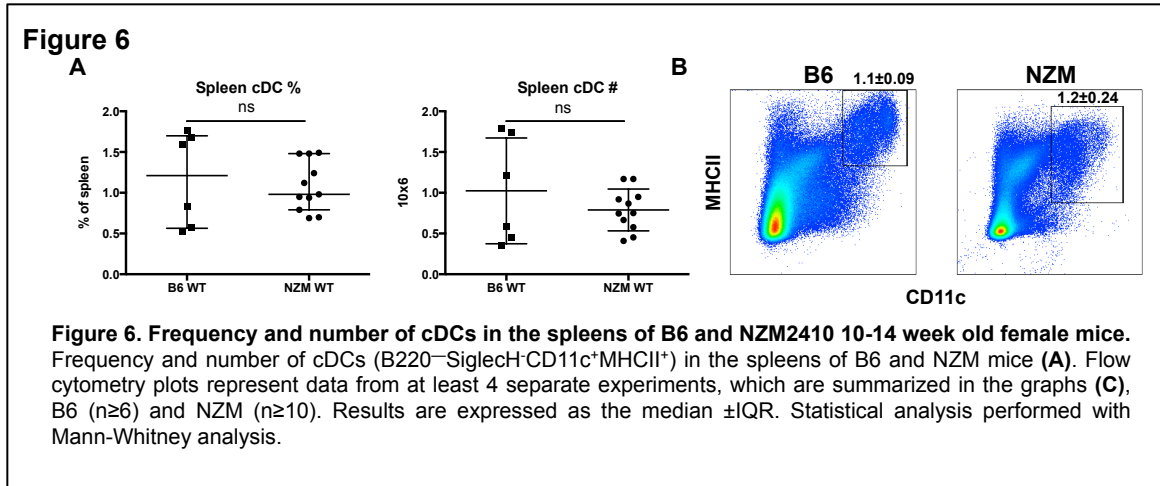 Figure 6
A
Spleen cDC %
ns
% of spleen
2.0
1.5
1.0
0.5
0.0
B6 WT
NZM WT
Spleen cDC #
ns
10x6
2.0
1.5
1.0
0.5
0.0
B6 WT
NZM WT
B
B6
1.1±0.09
NZM
1.2±0.24
MHCII
CD11c
Figure 6. Frequency and number of cDCs in the spleens of B6 and NZM2410 10-14 week old female mice.
Frequency and number of cDCs (B220—SiglecH-CD11c+MHCII+) in the spleens of B6 and NZM mice (A). Flow
cytometry plots represent data from at least 4 separate experiments, which are summarized in the graphs (C),
B6 (n≥6) and NZM (n≥10). Results are expressed as the median ±IQR. Statistical analysis performed with
Mann-Whitney analysis.